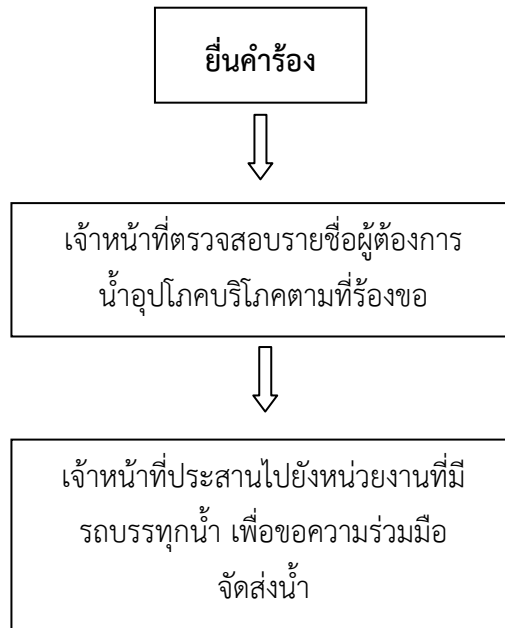 ยื่นคำร้อง
เจ้าหน้าที่ตรวจสอบรายชื่อผู้ต้องการ
น้ำอุปโภคบริโภคตามที่ร้องขอ
เจ้าหน้าที่ประสานไปยังหน่วยงานที่มี
รถบรรทุกน้ำ เพื่อขอความร่วมมือ
จัดส่งน้ำ